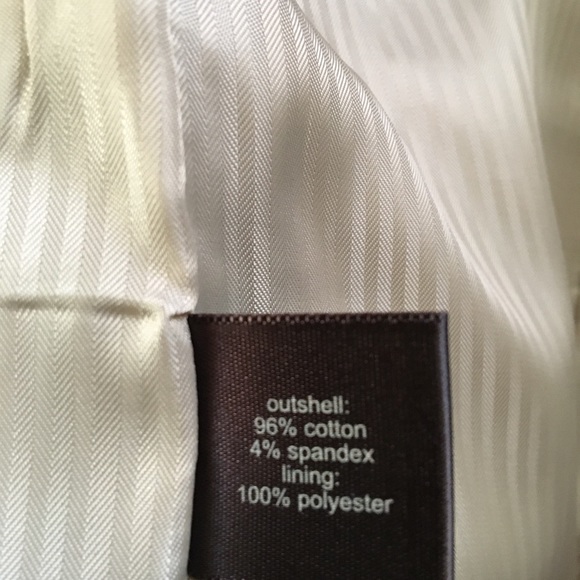 outshell:
96% cotton
4% spandex
lining:
100% polyester